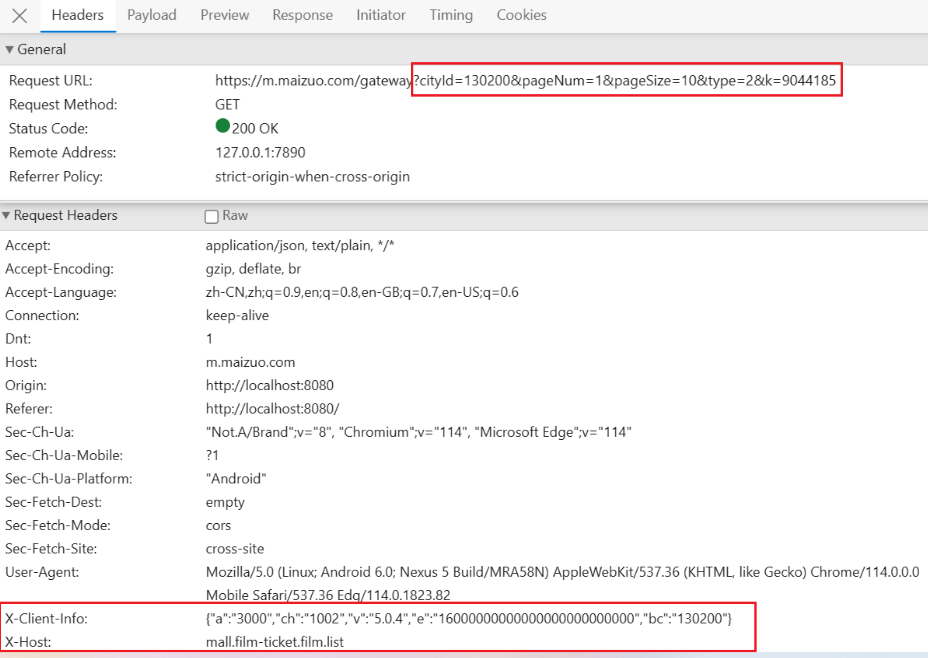 Headers Payload Preview Response Initiator Timing Cookies
General
Request URL: https://m.maizuo.com/gateway?cityId=130200&pageNum=1&pageSize=10&type=2&k=9044185
Request Method: GET
Status Code: 200 OK
Remote Address: 127.0.0.1:7890
Referrer Policy: strict-origin-when-cross-origin
Request Headers Raw
Accept: application/json, text/plain, */*
Accept-Encoding: gzip, deflate, br
Accept-Language: zh-CN,zh;q=0.9,en;q=0.8,en-GB;q=0.7,en-US;q=0.6
Connection: keep-alive
Dnt: 1
Host: m.maizuo.com
Origin: http://localhost:8080
Referer: http://localhost:8080/
Sec-Ch-Ua: "Not.A/Brand";v="8", "Chromium";v="114", "Microsoft Edge";v="114"
Sec-Ch-Ua-Mobile: ?1
Sec-Ch-Ua-Platform: "Android"
Sec-Fetch-Dest: empty
Sec-Fetch-Mode: cors
Sec-Fetch-Site: cross-site
User-Agent: Mozilla/5.0 (Linux; Android 6.0; Nexus 5 Build/MRA58N) AppleWebKit/537.36 (KHTML, like Gecko) Chrome/114.0.0.0
Mobile Safari/537.36 Edg/114.0.1823.82
X-Client-Info: {"a":"3000","ch":"1002","v":"5.0.4","e":"16000000000000000000000000","bc":"130200"}
X-Host: mall.film-ticket.film.list